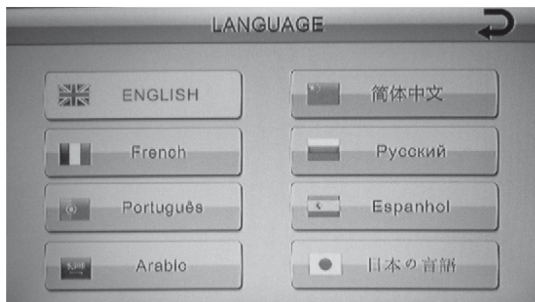 LANGUAGE
ENGLISH
简体中文
French
Русский
Português
Espanhol
Arabic
日本の言語